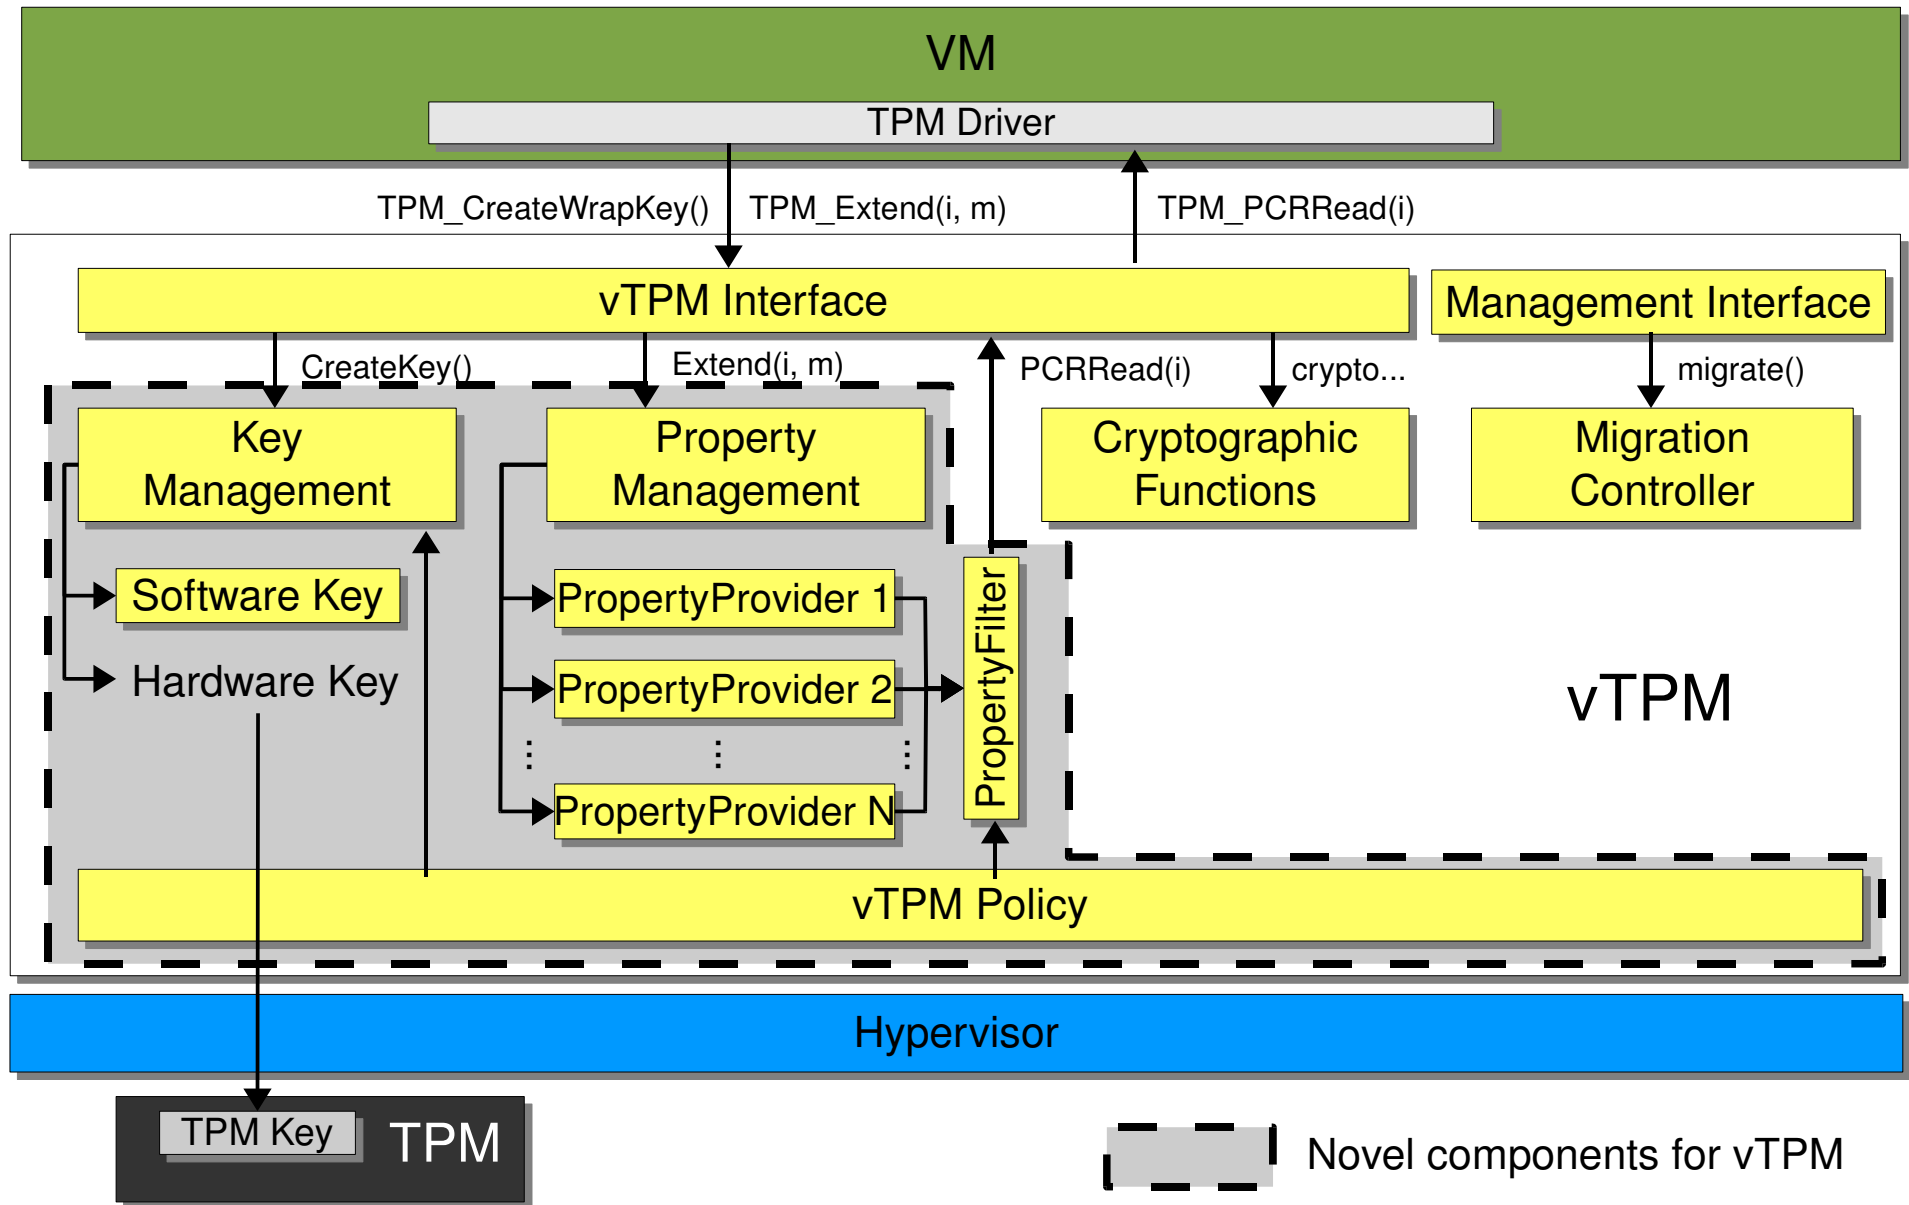 VM
TPM Driver
TPM_CreateWrapKey()
TPM_Extend(i, m)
TPM_PCRRead(i)
vTPM Interface
Management Interface
CreateKey()
Extend(i, m)
PCRRead(i)
crypto...
migrate()
Key
Management
Property
Management
Cryptographic
Functions
Migration
Controller
Software Key
Hardware Key
PropertyProvider 1
PropertyProvider 2
...
...
...
PropertyProvider N
PropertyFilter
vTPM
vTPM Policy
Hypervisor
TPM Key
TPM
Novel components for vTPM